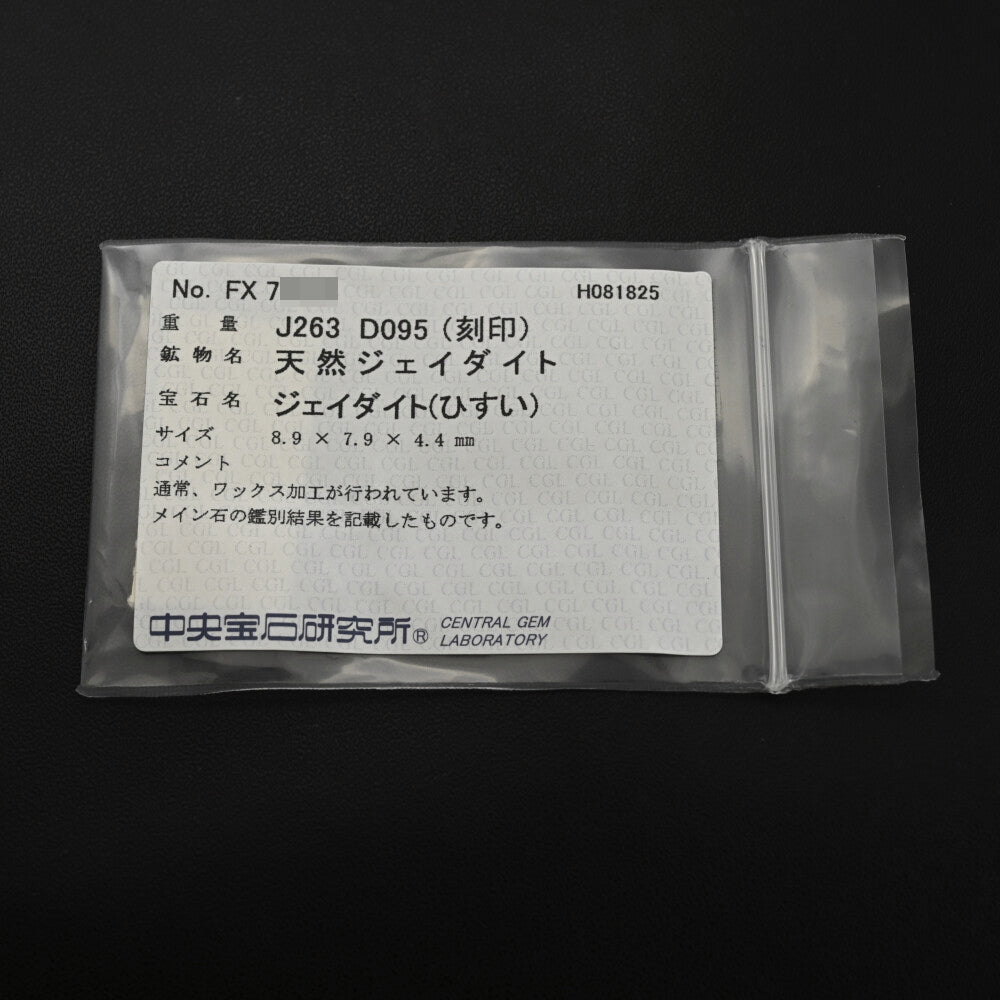 No. FX 7
H081825
重量 J263 D095 (刻印)
鉱物名 天然ジェイダイト
宝石名 ジェイダイト(ひすい)
サイズ 8.9 × 7.9 × 4.4 mm
コメント
通常、ワックス加工が行われています。
メイン石の鑑別結果を記載したものです。
中央宝石研究所® CENTRAL GEM
LABORATORY